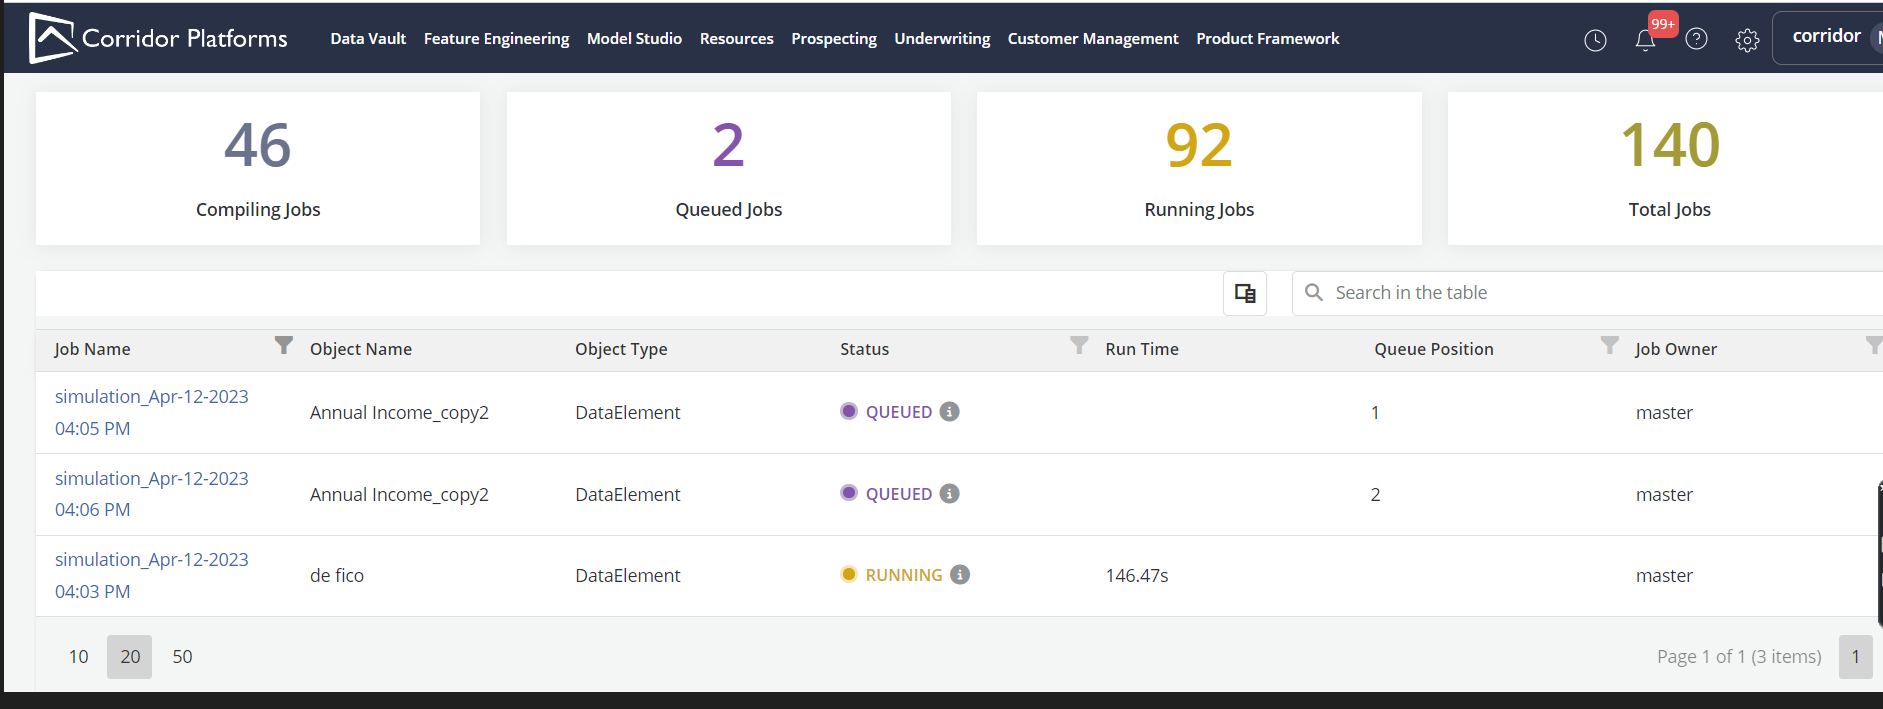 Corridor Platforms
Data Vault Feature Engineering Model Studio Resources Prospecting Underwriting Customer Management Product Framework
99+
corridor
46
Compiling Jobs
2
Queued Jobs
92
Running Jobs
140
Total Jobs
Search in the table
Job Name Object Name Object Type Status Run Time Queue Position Job Owner
simulation_Apr-12-2023
04:05 PM
Annual Income_copy2 DataElement QUEUED 1 master
simulation_Apr-12-2023
04:06 PM
Annual Income_copy2 DataElement QUEUED 2 master
simulation_Apr-12-2023
04:03 PM
de fico DataElement RUNNING 146.47s master
10 20 50
Page 1 of 1 (3 items) 1